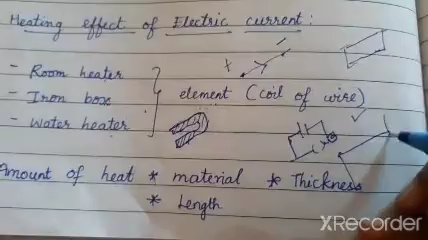 Heating effect of Electric current :
- Room heater
- Iron box
- Water heater
element (coil of wire)
Amount of heat * material * Thickness
* Length
XRecorder